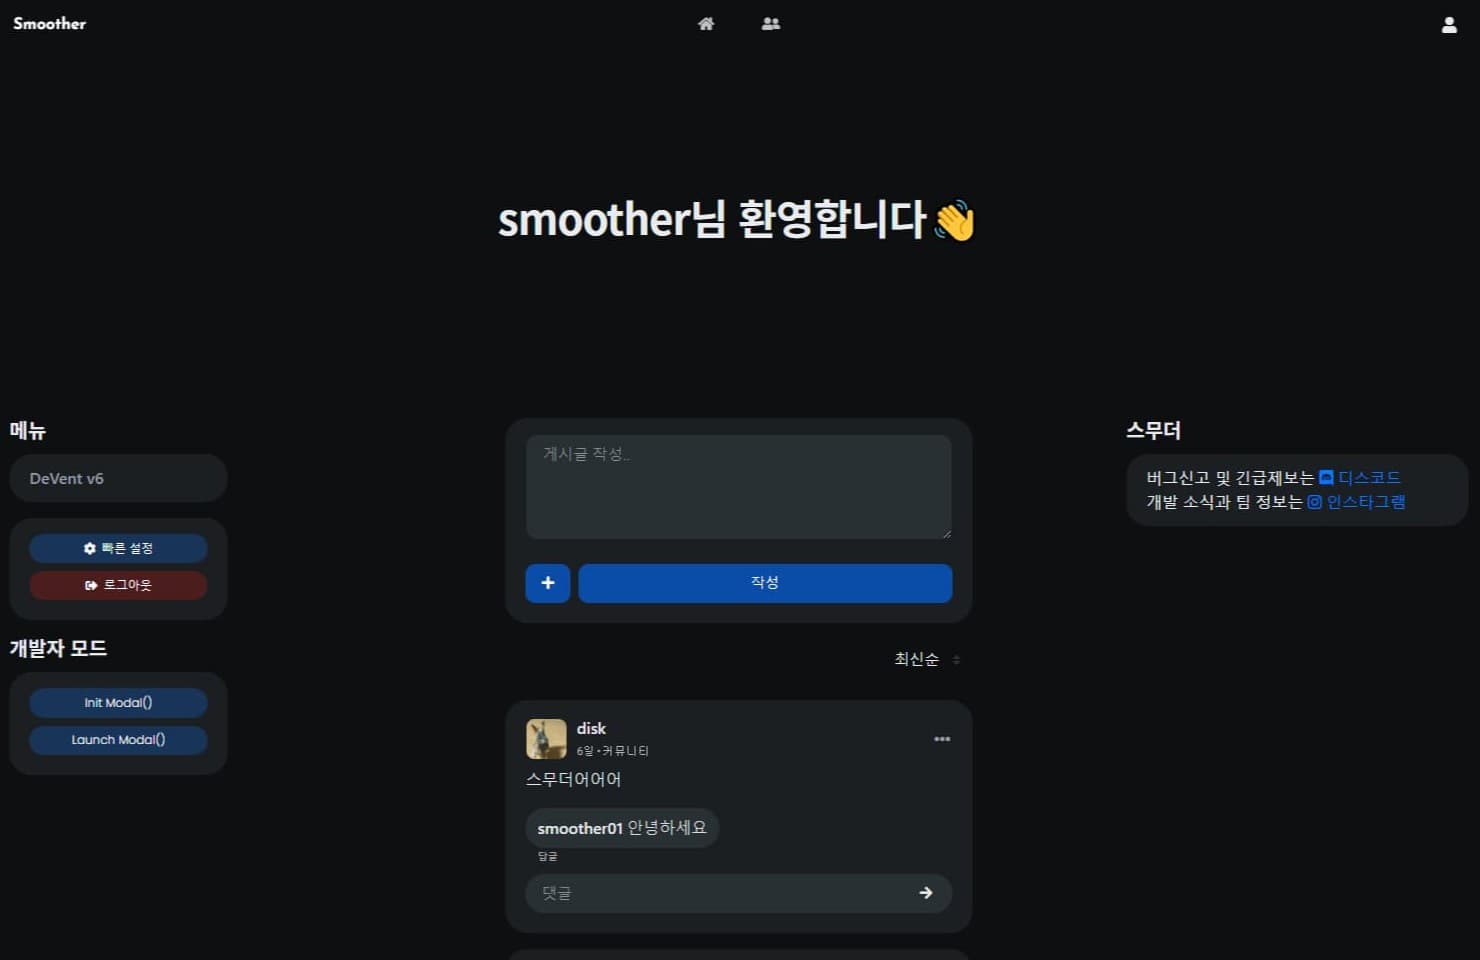 Smoother
smoother님 환영합니다👋
메뉴
DeVent v6
빠른 설정
로그아웃
개발자 모드
Init Modal()
Launch Modal()
게시글 작성..
작성
최신순
disk
6일 • 커뮤니티
스무더어어어
smoother01 안녕하세요
답글
댓글
스무더
버그신고 및 긴급제보는 디스코드
개발 소식과 팀 정보는 인스타그램